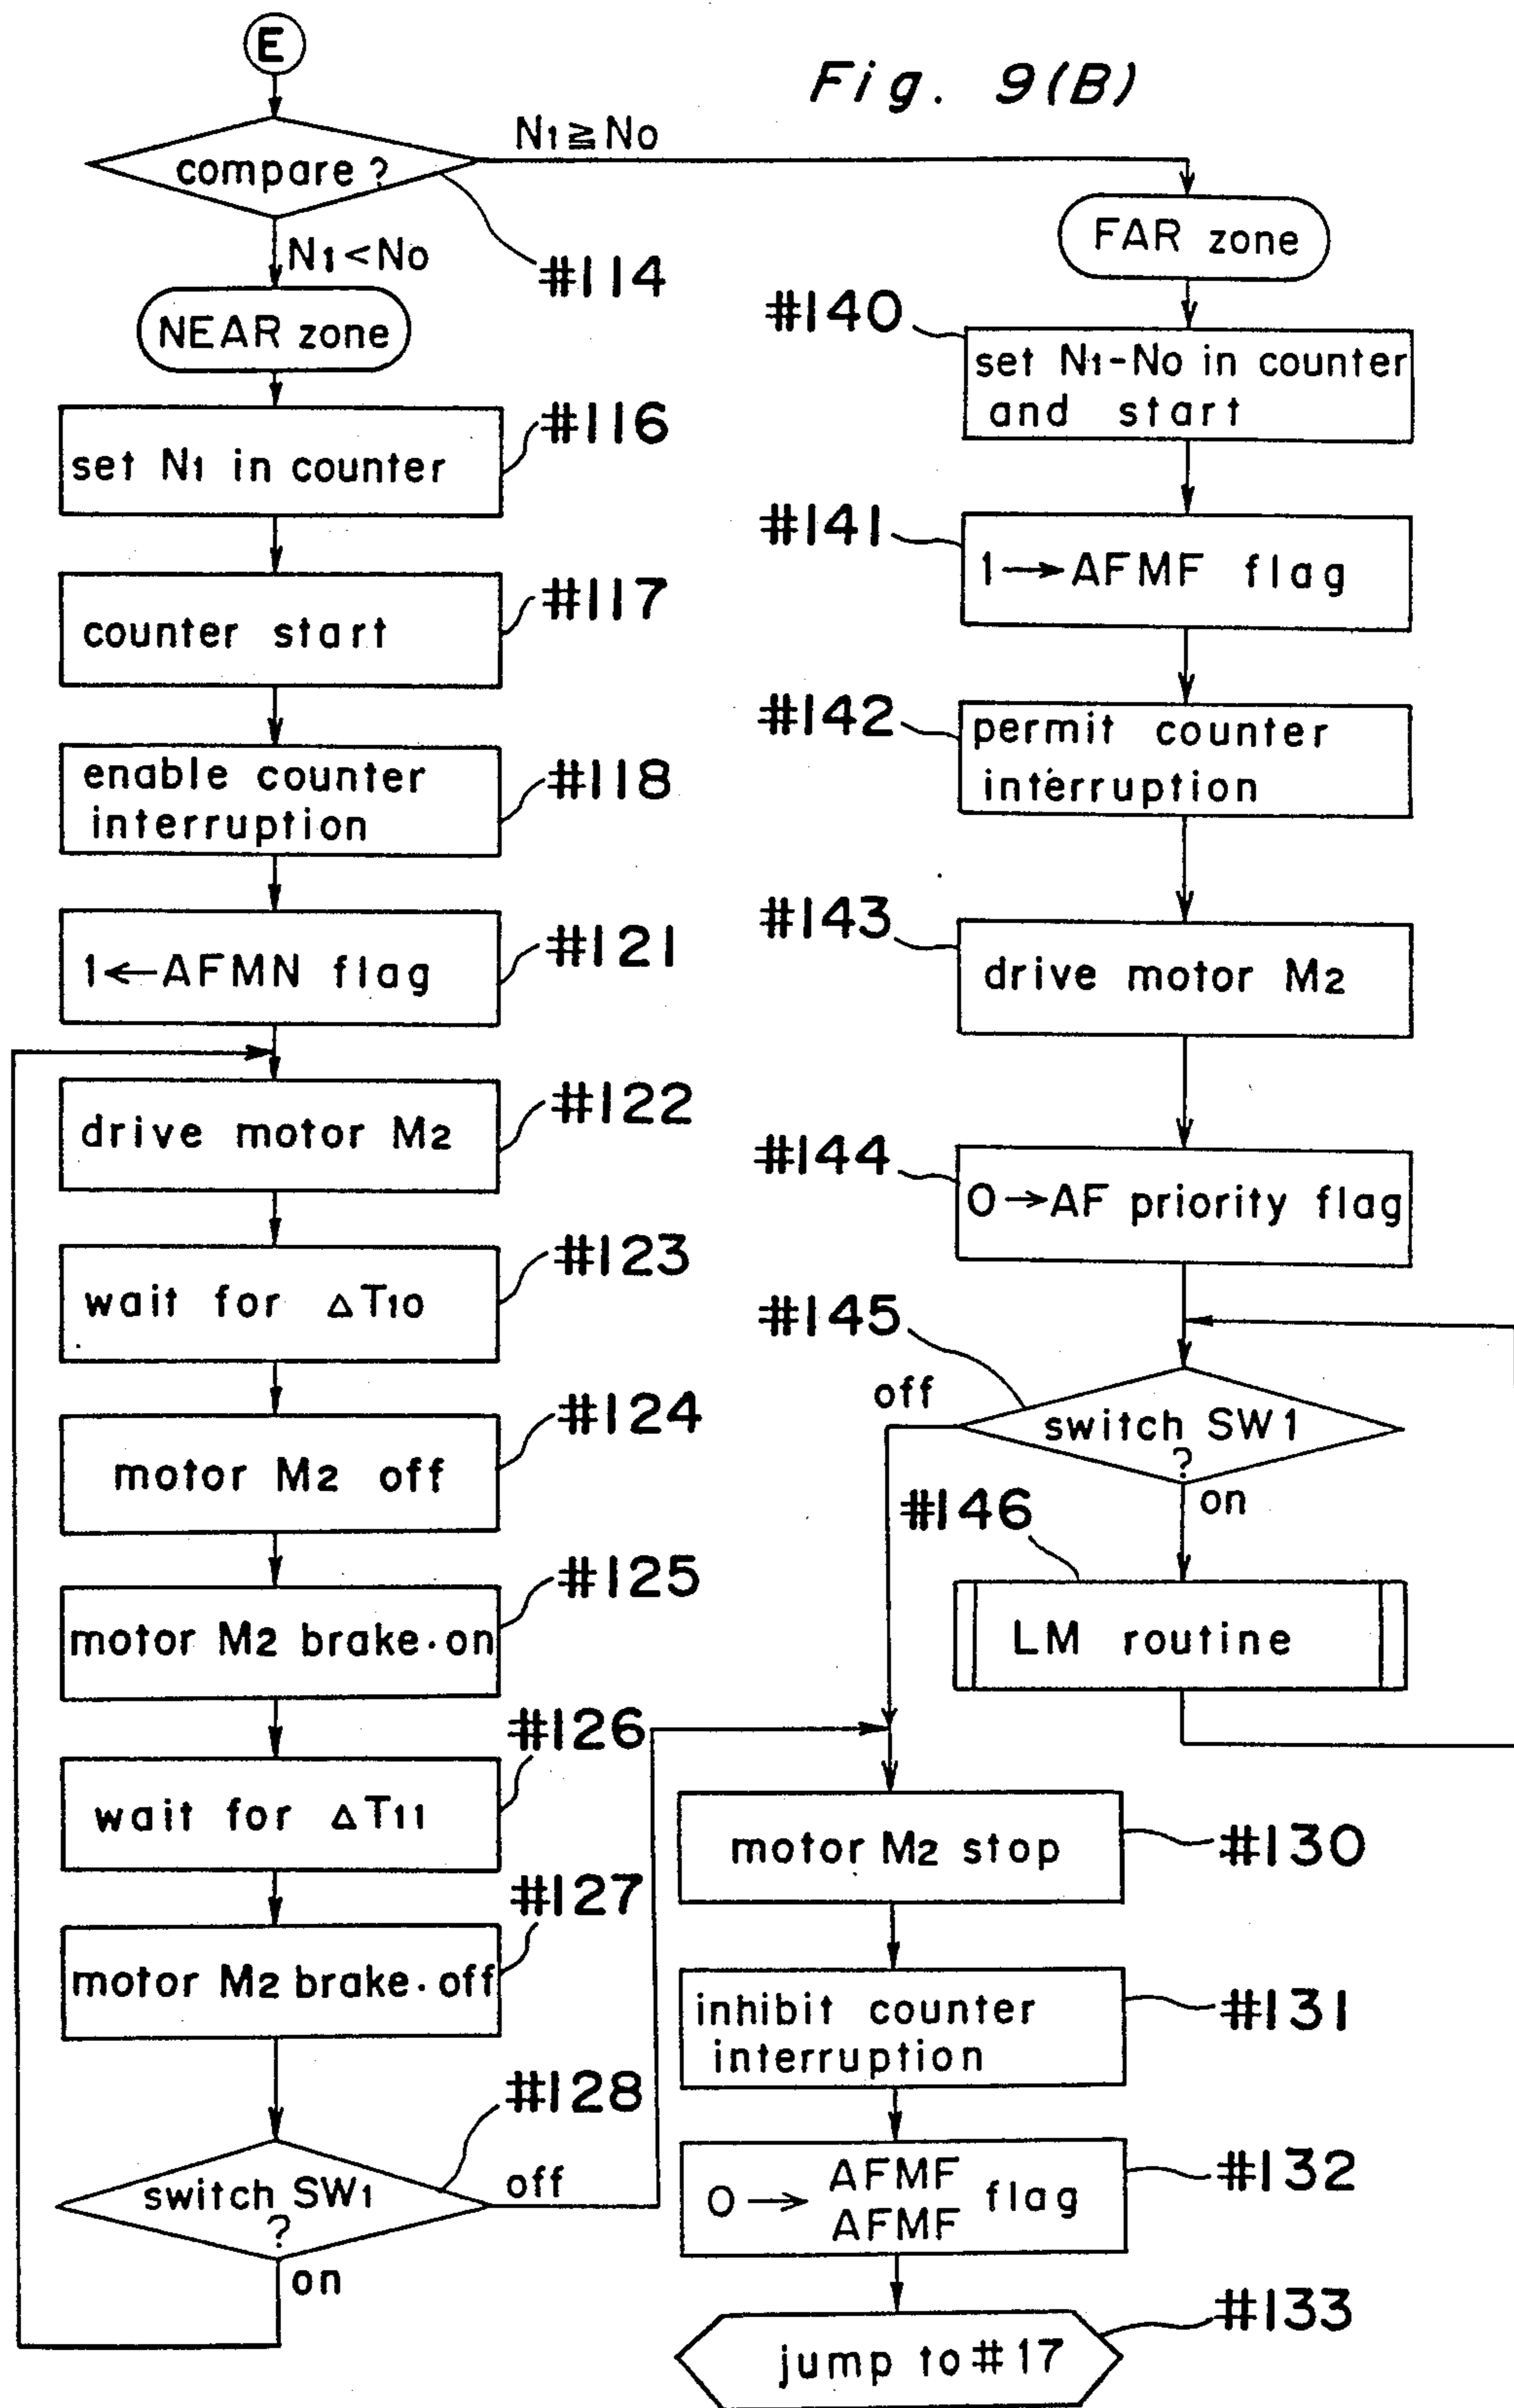 E
Fig. 9(B)
compare ?
N1≧No
#114
N1<No
NEAR zone
set N1 in counter
#116
counter start
#117
enable counter
interruption
#118
1←AFMN flag
#121
drive motor M2
#122
wait for ΔT10
#123
motor M2 off
#124
motor M2 brake·on
#125
wait for ΔT11
#126
motor M2 brake·off
#127
switch SW1
?
#128
off
on
FAR zone
#140
set N1-No in counter
and start
#141
1→AFMF flag
#142
permit counter
interruption
#143
drive motor M2
#144
0→AF priority flag
#145
off
switch SW1
?
on
#146
LM routine
motor M2 stop
#130
inhibit counter
interruption
#131
0→ AFMF flag
AFMF
#132
jump to #17
#133